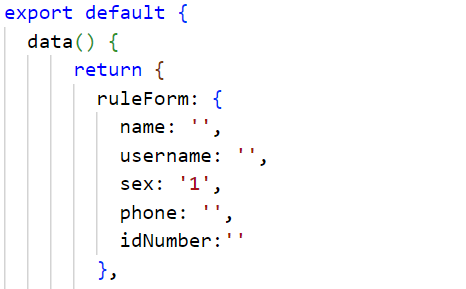 export default {
  data() {
      return {
        ruleForm: {
          name: '',
          username: '',
          sex: '1',
          phone: '',
          idNumber:''
        },